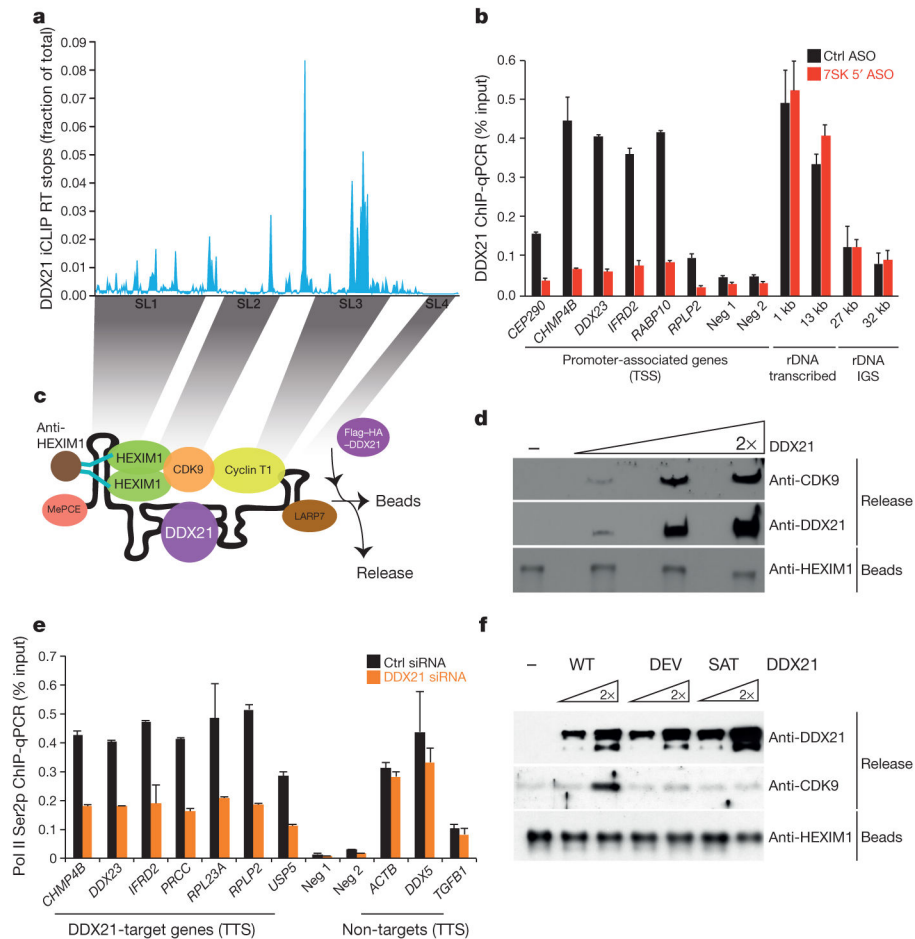 a
DDX21 iCLIP RT stops (fraction of total)
0.09
0.08
0.07
0.06
0.05
0.04
0.03
0.02
0.01
0.00
SL1 SL2 SL3 SL4
b
DDX21 ChIP-qPCR (% input)
0.6
0.5
0.4
0.3
0.2
0.1
0
Ctrl ASO
7SK 5′ ASO
CEP290 CHMP4B DDX23 IFRD2 RABP10 RPLP2 Neg 1 Neg 2 1 kb 13 kb 27 kb 32 kb
Promoter-associated genes
(TSS)
rDNA
transcribed
rDNA
IGS
c
Anti-
HEXIM1
HEXIM1
HEXIM1
CDK9
Cyclin T1
MePCE
DDX21
LARP7
Flag–HA
–DDX21
Beads
Release
d
– 2× DDX21
Anti-CDK9
Anti-DDX21
Release
Anti-HEXIM1
Beads
e
Pol II Ser2p ChIP-qPCR (% input)
0.7
0.6
0.5
0.4
0.3
0.2
0.1
0
Ctrl siRNA
DDX21 siRNA
CHMP4B DDX23 IFRD2 PRCC RPL23A RPLP2 USP5 Neg 1 Neg 2 ACTB DDX5 TGFB1
DDX21-target genes (TTS)
Non-targets (TTS)
f
– WT DEV SAT DDX21
2× 2× 2×
Anti-DDX21
Anti-CDK9
Release
Anti-HEXIM1
Beads